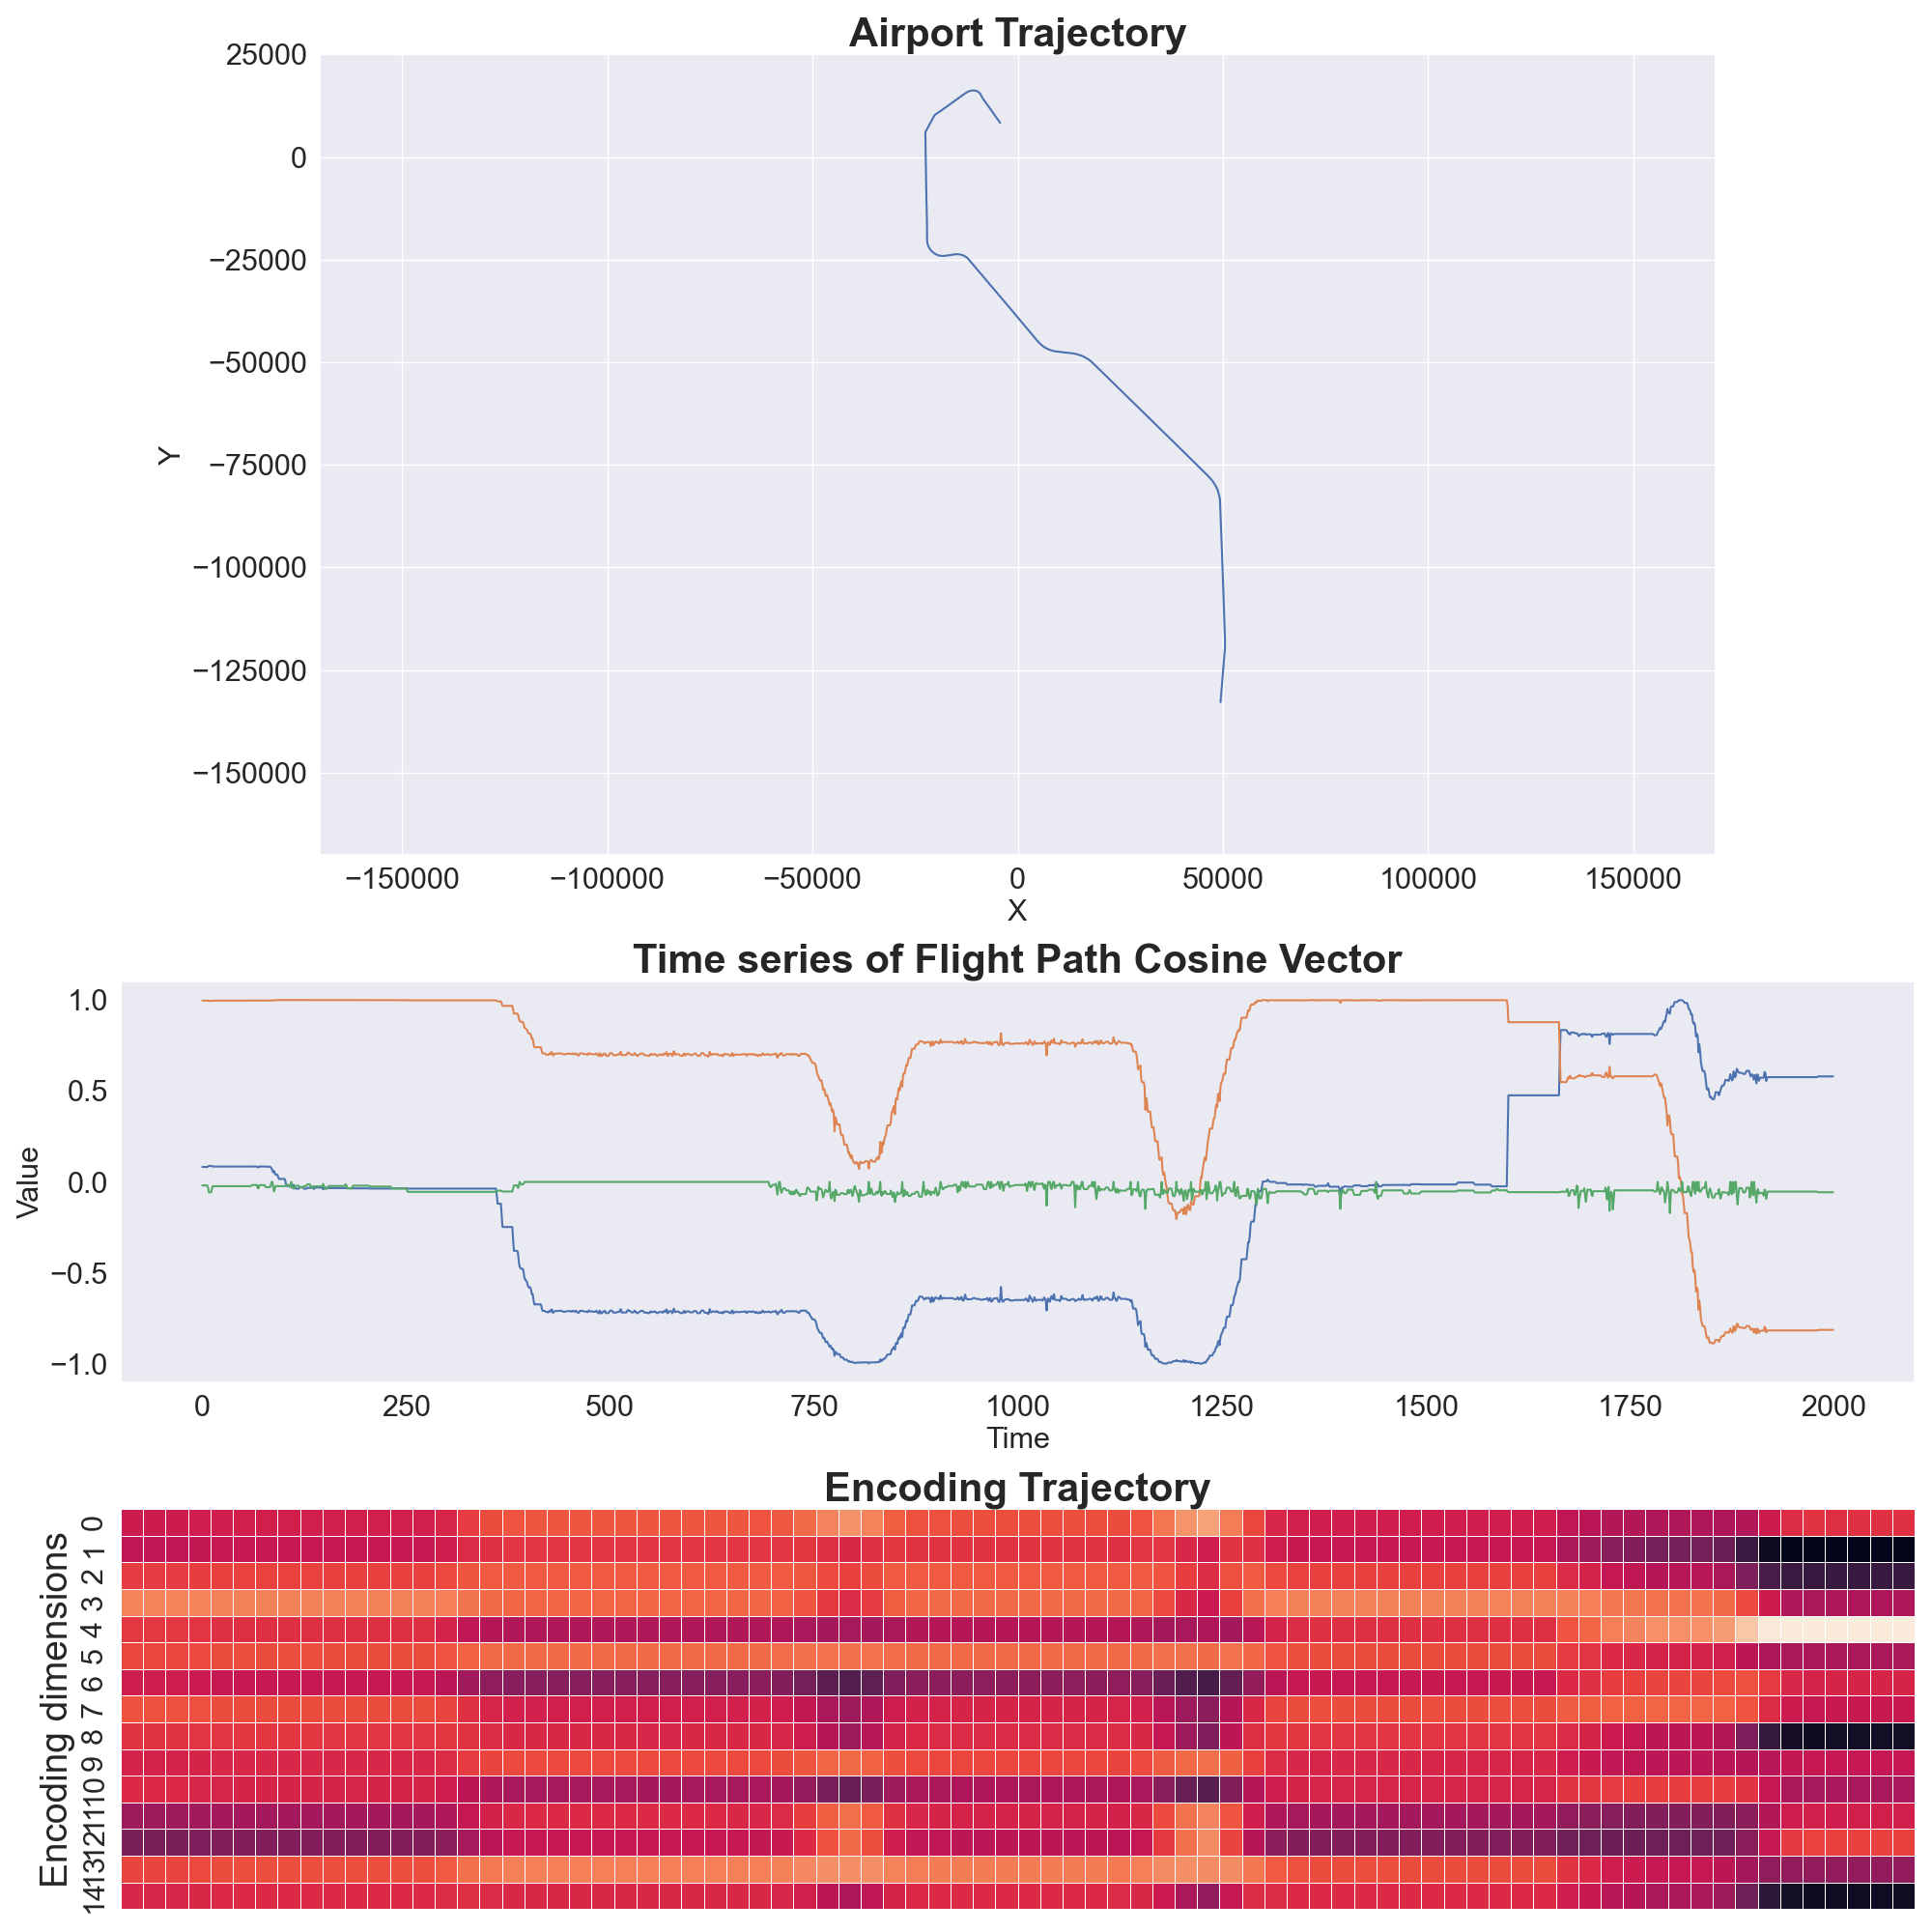 Airport Trajectory
25000
0
−25000
−50000
−75000
−100000
−125000
−150000
Y
−150000 −100000 −50000 0 50000 100000 150000
X
Time series of Flight Path Cosine Vector
1.0
0.5
0.0
−0.5
−1.0
Value
0 250 500 750 1000 1250 1500 1750 2000
Time
Encoding Trajectory
Encoding dimensions
0
1
2
3
4
5
6
7
8
9
10
11
12
13
14